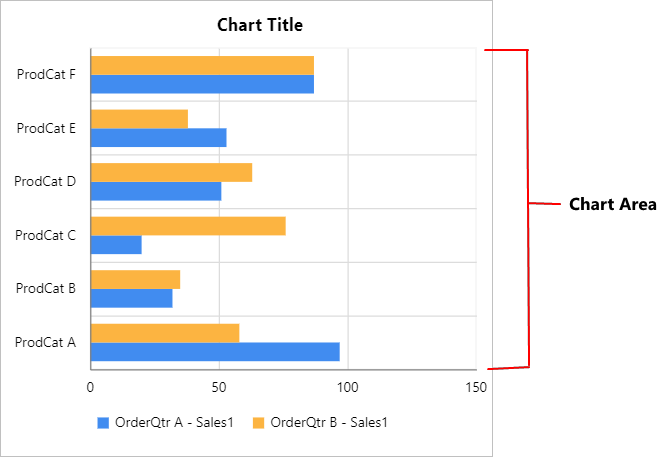 Chart Title
ProdCat F
ProdCat E
ProdCat D
ProdCat C
ProdCat B
ProdCat A
0 50 100 150
OrderQtr A - Sales1 OrderQtr B - Sales1
Chart Area